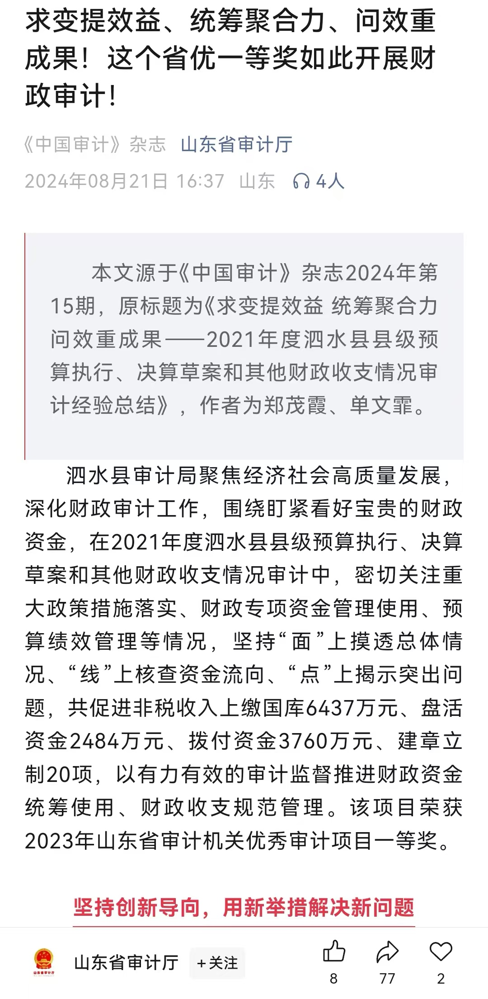 求变提效益、统筹聚合力、问效重
成果！这个省优一等奖如此开展财
政审计！
《中国审计》杂志 山东省审计厅
2024年08月21日 16:37 山东 4人
本文源于《中国审计》杂志2024年第
15期，原标题为《求变提效益 统筹聚合力
问效重成果——2021年度泗水县县级预
算执行、决算草案和其他财政收支情况审
计经验总结》，作者为郑茂霞、单文霏。
泗水县审计局聚焦经济社会高质量发展，
深化财政审计工作，围绕盯紧看好宝贵的财政
资金，在2021年度泗水县县级预算执行、决算
草案和其他财政收支情况审计中，密切关注重
大政策措施落实、财政专项资金管理使用、预
算绩效管理等情况，坚持“面”上摸透总体情
况、“线”上核查资金流向、“点”上揭示突出问
题，共促进非税收入上缴国库6437万元、盘活
资金2484万元、拨付资金3760万元、建章立
制20项，以有力有效的审计监督推进财政资金
统筹使用、财政收支规范管理。该项目荣获
2023年山东省审计机关优秀审计项目一等奖。
坚持创新导向，用新举措解决新问题
山东省审计厅
山东省审计厅 +关注
8 77 2